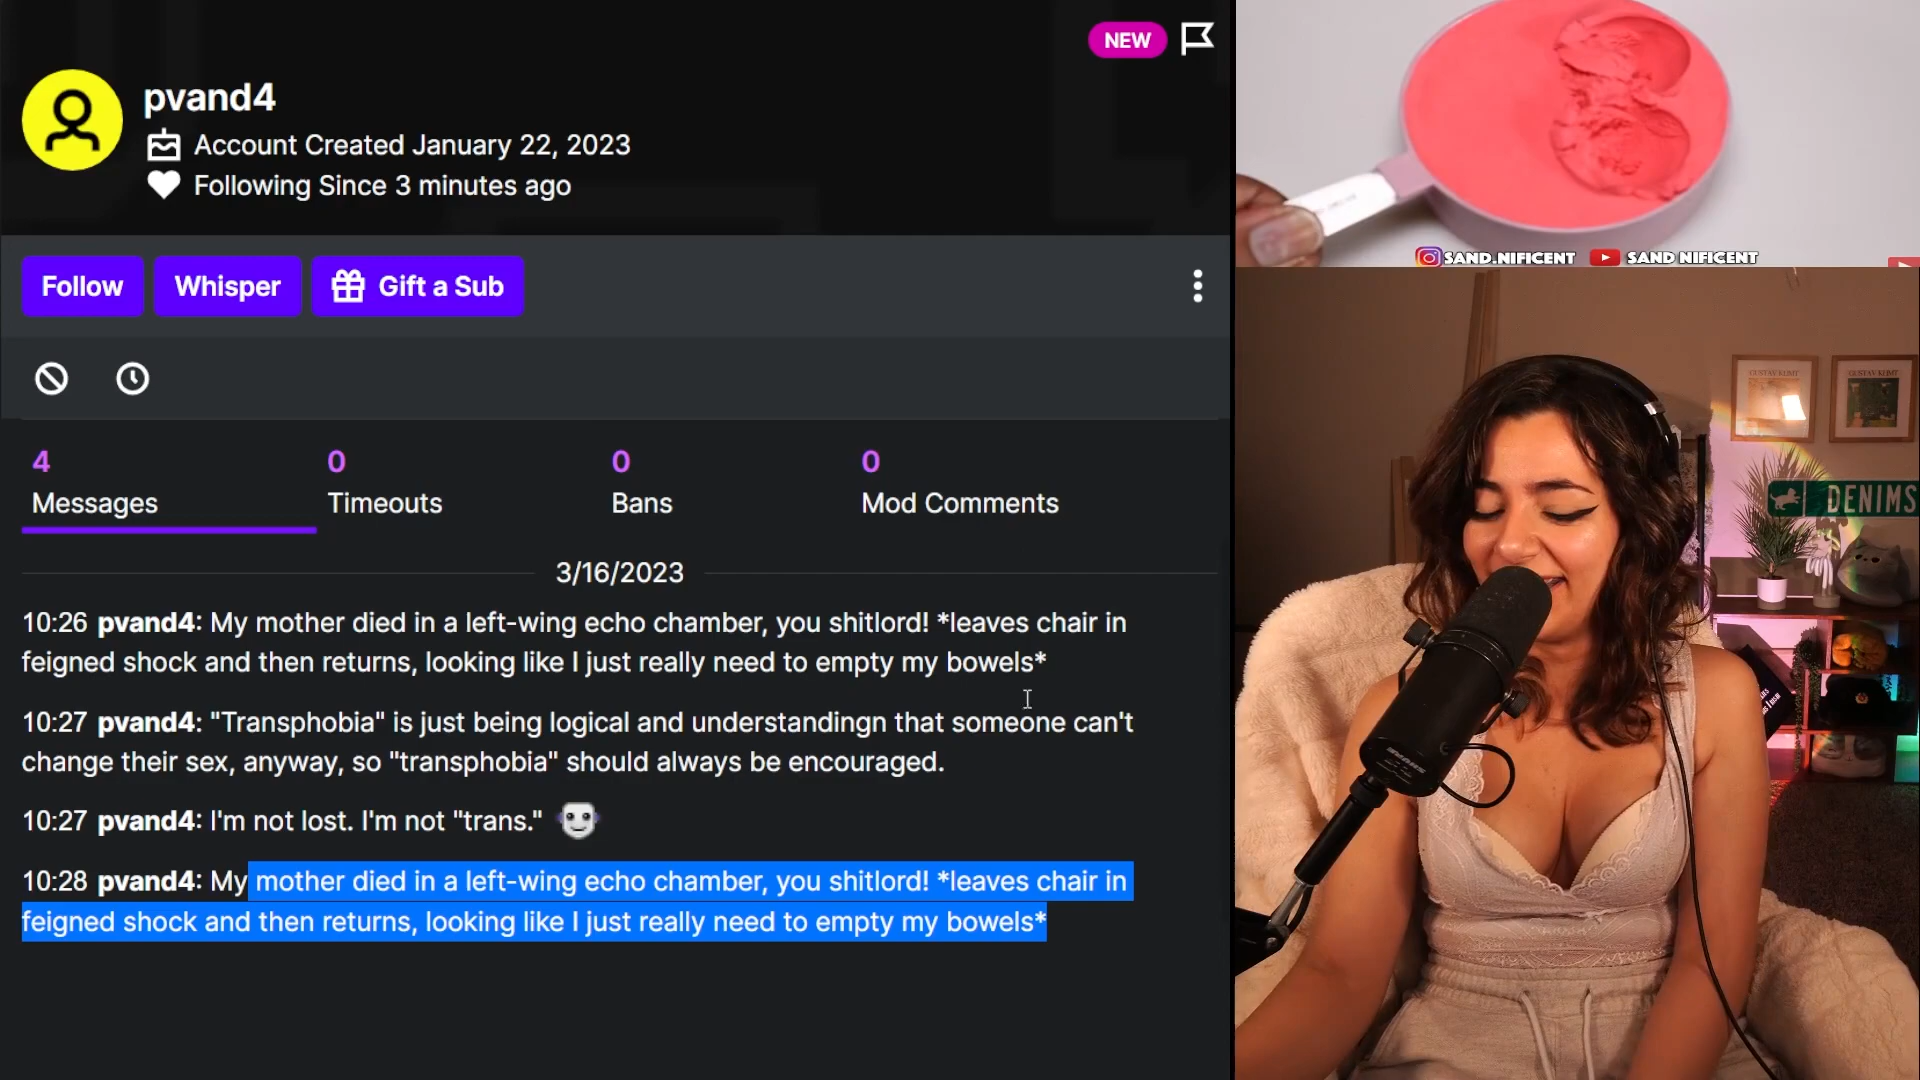 NEW
pvand4
Account Created January 22, 2023
Following Since 3 minutes ago
Follow
Whisper
Gift a Sub
4
Messages
0
Timeouts
0
Bans
0
Mod Comments
3/16/2023
10:26 pvand4: My mother died in a left-wing echo chamber, you shitlord! *leaves chair in
feigned shock and then returns, looking like I just really need to empty my bowels*
10:27 pvand4: "Transphobia" is just being logical and understandingn that someone can't
change their sex, anyway, so "transphobia" should always be encouraged.
10:27 pvand4: I'm not lost. I'm not "trans."
10:28 pvand4: My mother died in a left-wing echo chamber, you shitlord! *leaves chair in
feigned shock and then returns, looking like I just really need to empty my bowels*
SAND.NIFICENT
SAND NIFICENT
GUSTAV KLIMT
GUSTAV KLIMT
DENIMS